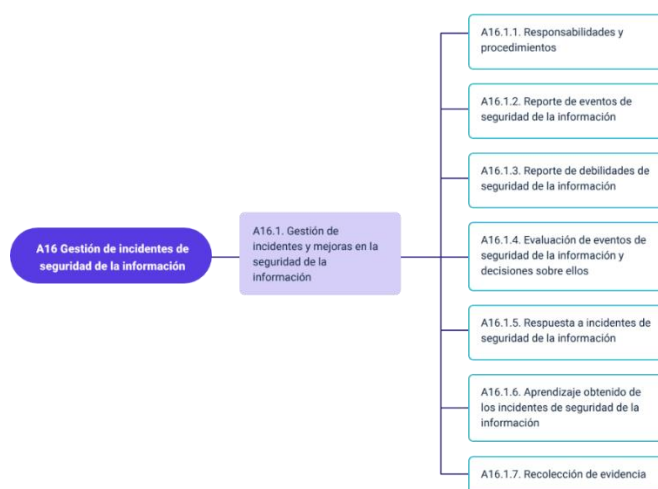 A16 Gestión de incidentes de
seguridad de la información
A16.1. Gestión de
incidentes y mejoras en la
seguridad de la
información
A16.1.1. Responsabilidades y
procedimientos
A16.1.2. Reporte de eventos de
seguridad de la información
A16.1.3. Reporte de debilidades de
seguridad de la información
A16.1.4. Evaluación de eventos de
seguridad de la información y
decisiones sobre ellos
A16.1.5. Respuesta a incidentes de
seguridad de la información
A16.1.6. Aprendizaje obtenido de
los incidentes de seguridad de la
información
A16.1.7. Recolección de evidencia